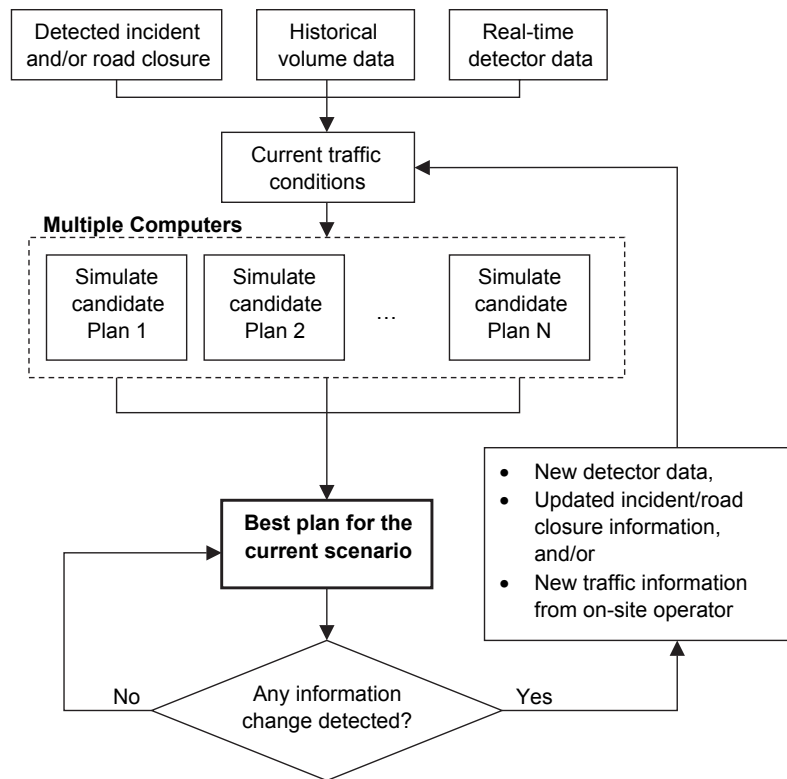 Detected incident
and/or road closure
Historical
volume data
Real-time
detector data
Current traffic
conditions
Multiple Computers
Simulate
candidate
Plan 1
Simulate
candidate
Plan 2
...
Simulate
candidate
Plan N
Best plan for the
current scenario
• New detector data,
• Updated incident/road
closure information,
and/or
• New traffic information
from on-site operator
No
Any information
change detected?
Yes